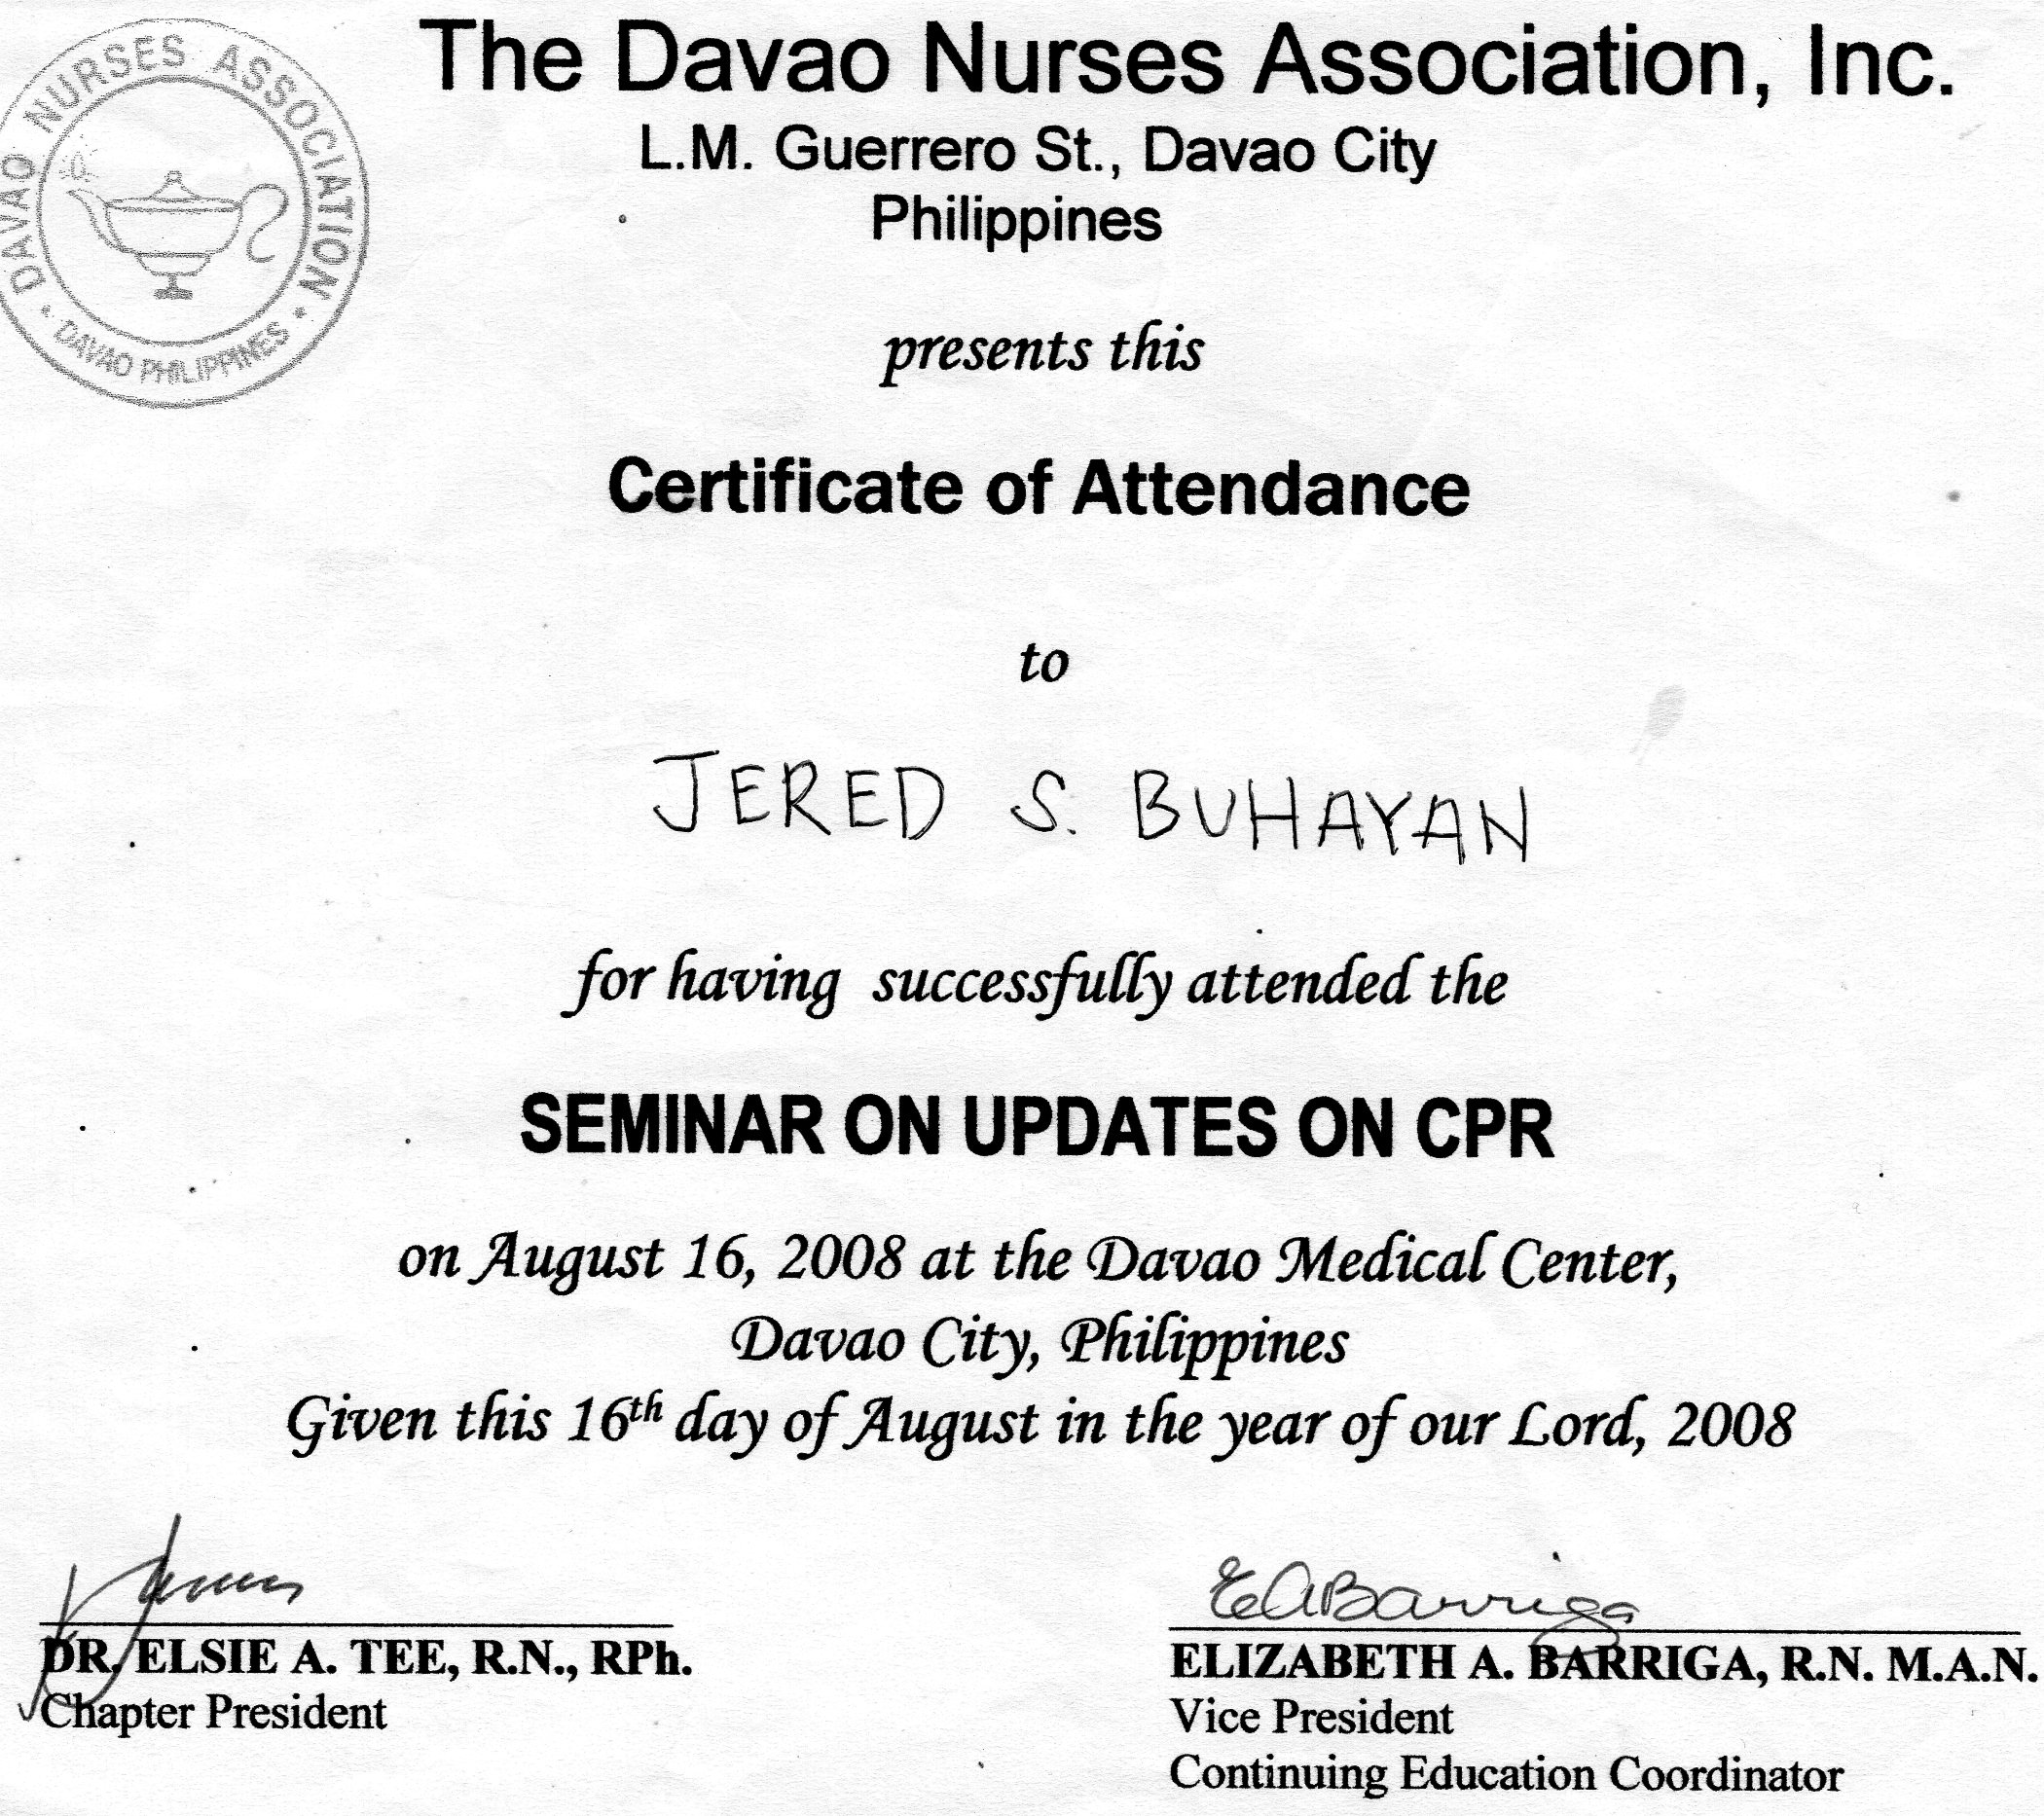 DAVAO NURSES ASSOCIATION
DAVAO PHILIPPINES
The Davao Nurses Association, Inc.
L.M. Guerrero St., Davao City
Philippines
presents this
Certificate of Attendance
to
JERED S. BUHAYAN
for having successfully attended the
SEMINAR ON UPDATES ON CPR
on August 16, 2008 at the Davao Medical Center,
Davao City, Philippines
Given this 16th day of August in the year of our Lord, 2008
EABarriga
DR. ELSIE A. TEE, R.N., RPh.
Chapter President
ELIZABETH A. BARRIGA, R.N. M.A.N.
Vice President
Continuing Education Coordinator